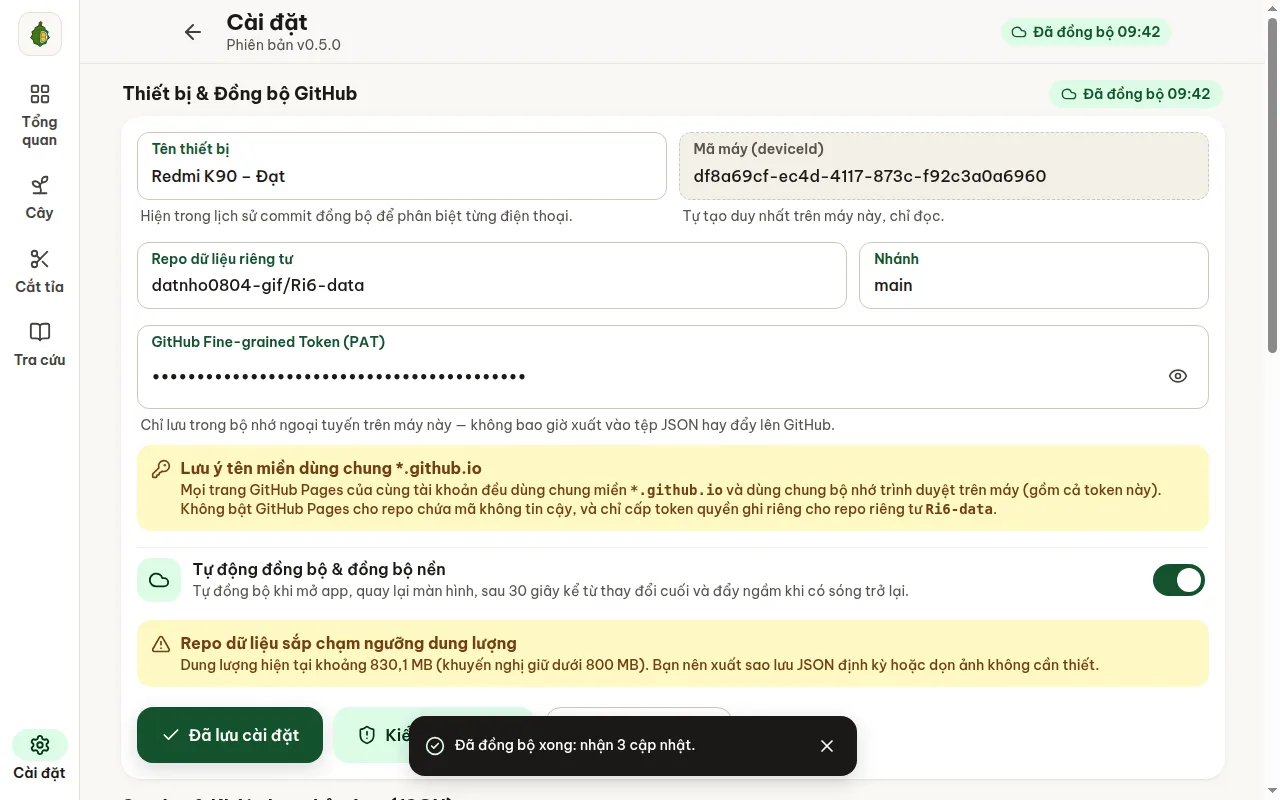 Cài đặt
Phiên bản v0.5.0
Đã đồng bộ 09:42
Tổng
quan
Cây
Cắt tỉa
Tra cứu
Cài đặt
Thiết bị & Đồng bộ GitHub
Đã đồng bộ 09:42
Tên thiết bị
Redmi K90 – Đạt
Hiện trong lịch sử commit đồng bộ để phân biệt từng điện thoại.
Mã máy (deviceId)
df8a69cf-ec4d-4117-873c-f92c3a0a6960
Tự tạo duy nhất trên máy này, chỉ đọc.
Repo dữ liệu riêng tư
datnho0804-gif/Ri6-data
Nhánh
main
GitHub Fine-grained Token (PAT)
••••••••••••••••••••••••••••••••••••••••••
Chỉ lưu trong bộ nhớ ngoại tuyến trên máy này — không bao giờ xuất vào tệp JSON hay đẩy lên GitHub.
Lưu ý tên miền dùng chung *.github.io
Mọi trang GitHub Pages của cùng tài khoản đều dùng chung miền *.github.io và dùng chung bộ nhớ trình duyệt trên máy (gồm cả token này).
Không bật GitHub Pages cho repo chứa mã không tin cậy, và chỉ cấp token quyền ghi riêng cho repo riêng tư Ri6-data.
Tự động đồng bộ & đồng bộ nền
Tự đồng bộ khi mở app, quay lại màn hình, sau 30 giây kể từ thay đổi cuối và đẩy ngầm khi có sóng trở lại.
Repo dữ liệu sắp chạm ngưỡng dung lượng
Dung lượng hiện tại khoảng 830,1 MB (khuyến nghị giữ dưới 800 MB). Bạn nên xuất sao lưu JSON định kỳ hoặc dọn ảnh không cần thiết.
Đã lưu cài đặt
Đã đồng bộ xong: nhận 3 cập nhật.